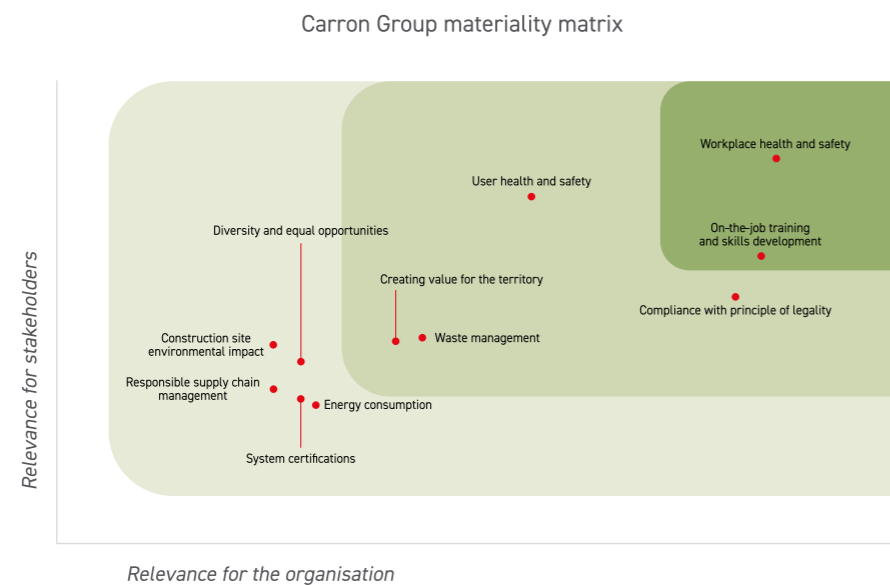 Carron Group materiality matrix
Workplace health and safety
User health and safety
On-the-job training
and skills development
Diversity and equal opportunities
Creating value for the territory
Compliance with principle of legality
Construction site
environmental impact
Waste management
Responsible supply chain
management
Energy consumption
System certifications
Relevance for stakeholders
Relevance for the organisation